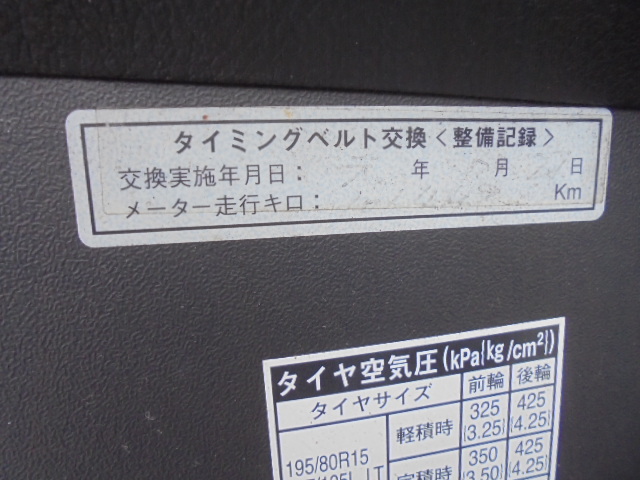 タイミングベルト交換<整備記録>
交換実施年月日: 年 月 日
メーター走行キロ: Km
タイヤ空気圧(kPa{kg/cm²})
タイヤサイズ 前輪 後輪
195/80R15 軽積時 325 {3.25} 425 {4.25}
350 {3.50} 425 {4.25}